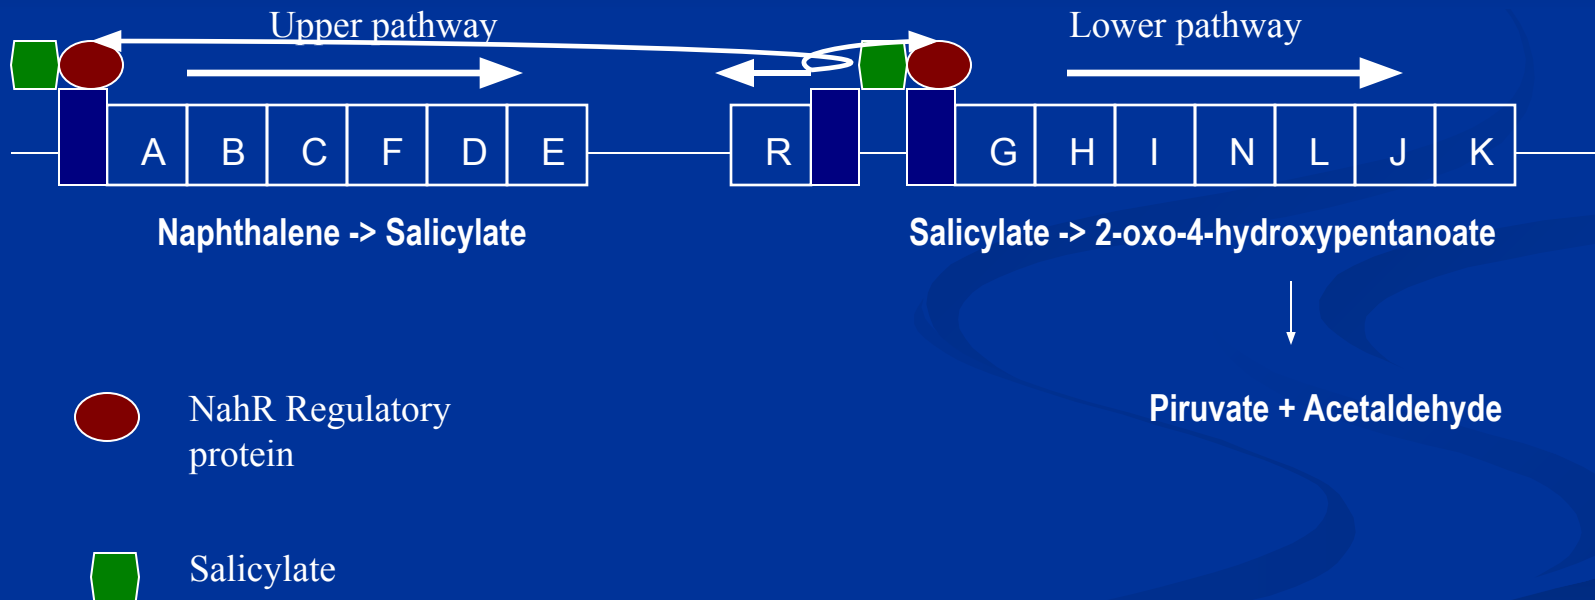 Upper pathway
Lower pathway
A B C F D E R G H I N L J K
Naphthalene -> Salicylate
Salicylate -> 2-oxo-4-hydroxypentanoate
Piruvate + Acetaldehyde
NahR Regulatory
protein
Salicylate